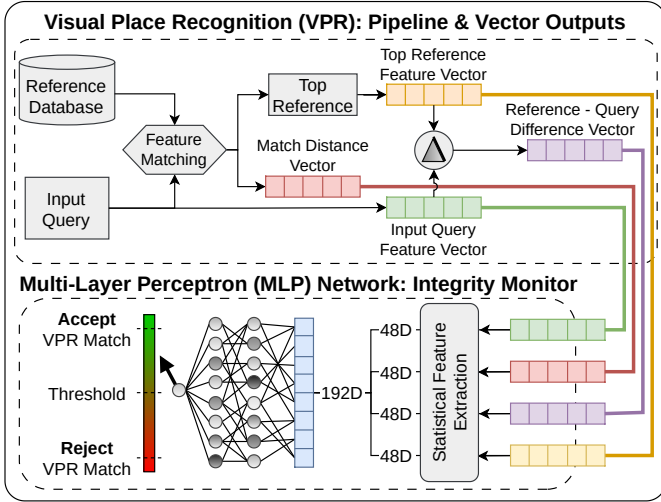 Visual Place Recognition (VPR): Pipeline & Vector Outputs
Reference
Database
Feature
Matching
Input
Query
Top
Reference
Match Distance
Vector
Top Reference
Feature Vector
Δ
Input Query
Feature Vector
Reference - Query
Difference Vector
Multi-Layer Perceptron (MLP) Network: Integrity Monitor
Accept
VPR Match
Threshold
Reject
VPR Match
192D
48D
48D
48D
48D
Statistical Feature
Extraction